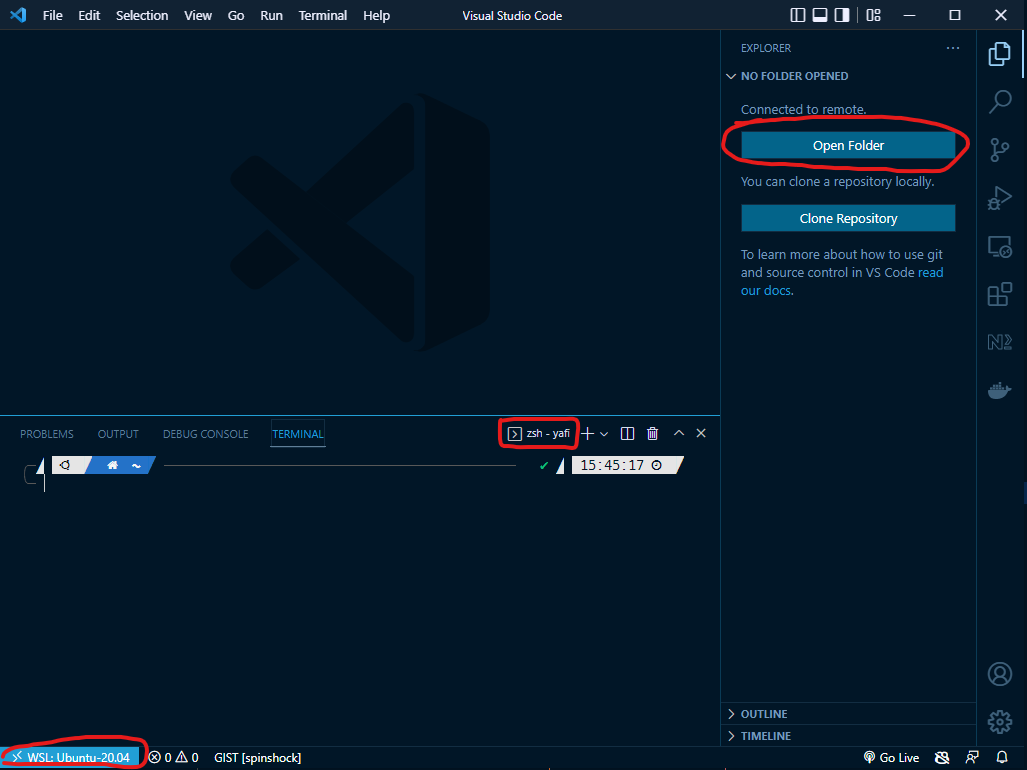 File Edit Selection View Go Run Terminal Help Visual Studio Code
EXPLORER
NO FOLDER OPENED
Connected to remote.
Open Folder
You can clone a repository locally.
Clone Repository
To learn more about how to use git
and source control in VS Code read
our docs.
N2
PROBLEMS OUTPUT DEBUG CONSOLE TERMINAL zsh - yafi
~ 15:45:17
OUTLINE
TIMELINE
WSL: Ubuntu-20.04 0 0 GIST [spinshock] Go Live